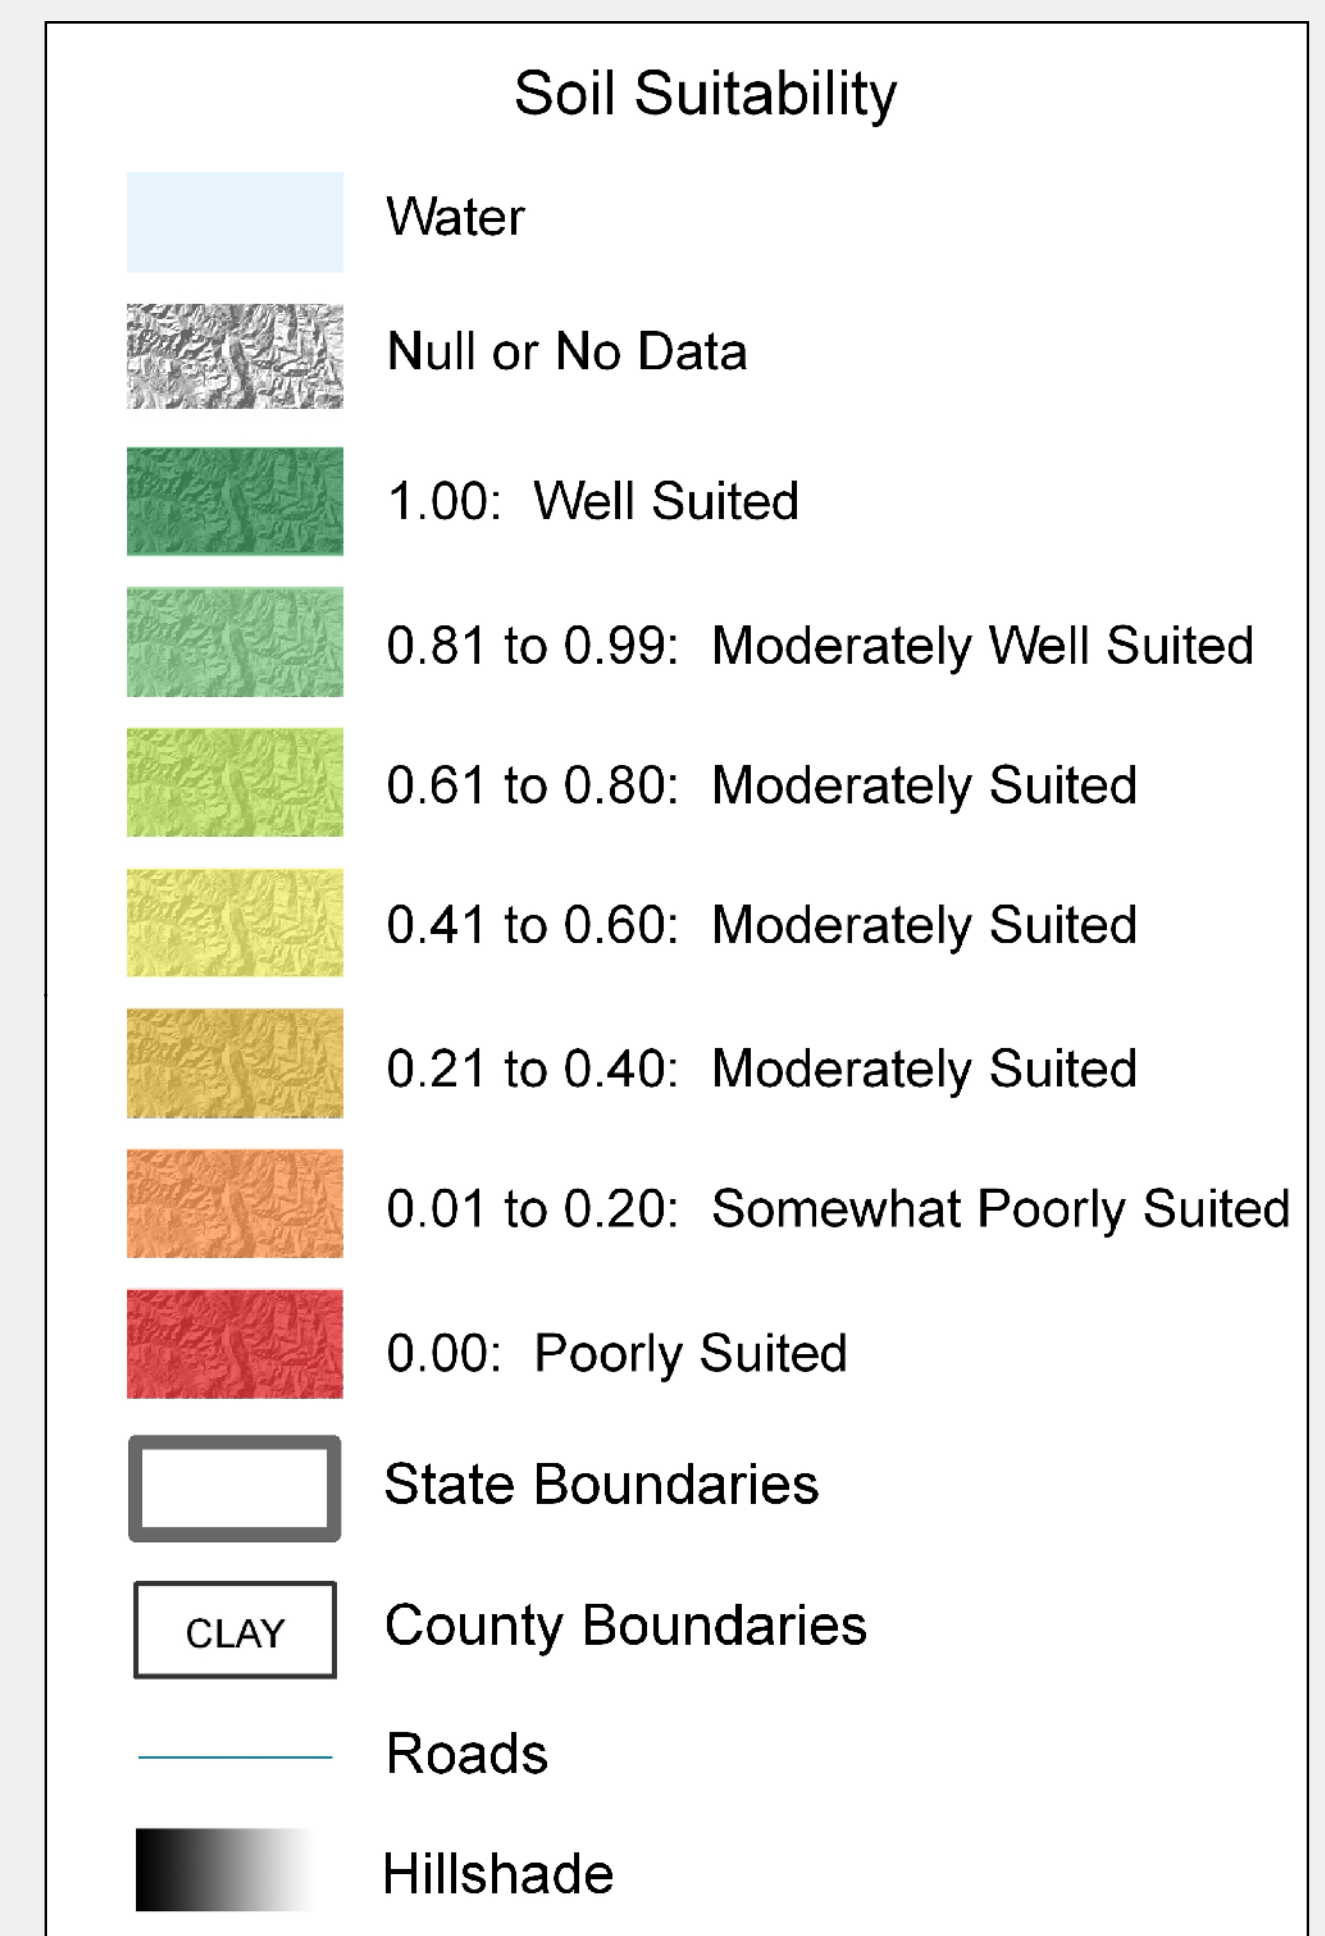 Soil Suitability
Water
Null or No Data
1.00:  Well Suited
0.81 to 0.99:  Moderately Well Suited
0.61 to 0.80:  Moderately Suited
0.41 to 0.60:  Moderately Suited
0.21 to 0.40:  Moderately Suited
0.01 to 0.20:  Somewhat Poorly Suited
0.00:  Poorly Suited
State Boundaries
CLAY County Boundaries
Roads
Hillshade